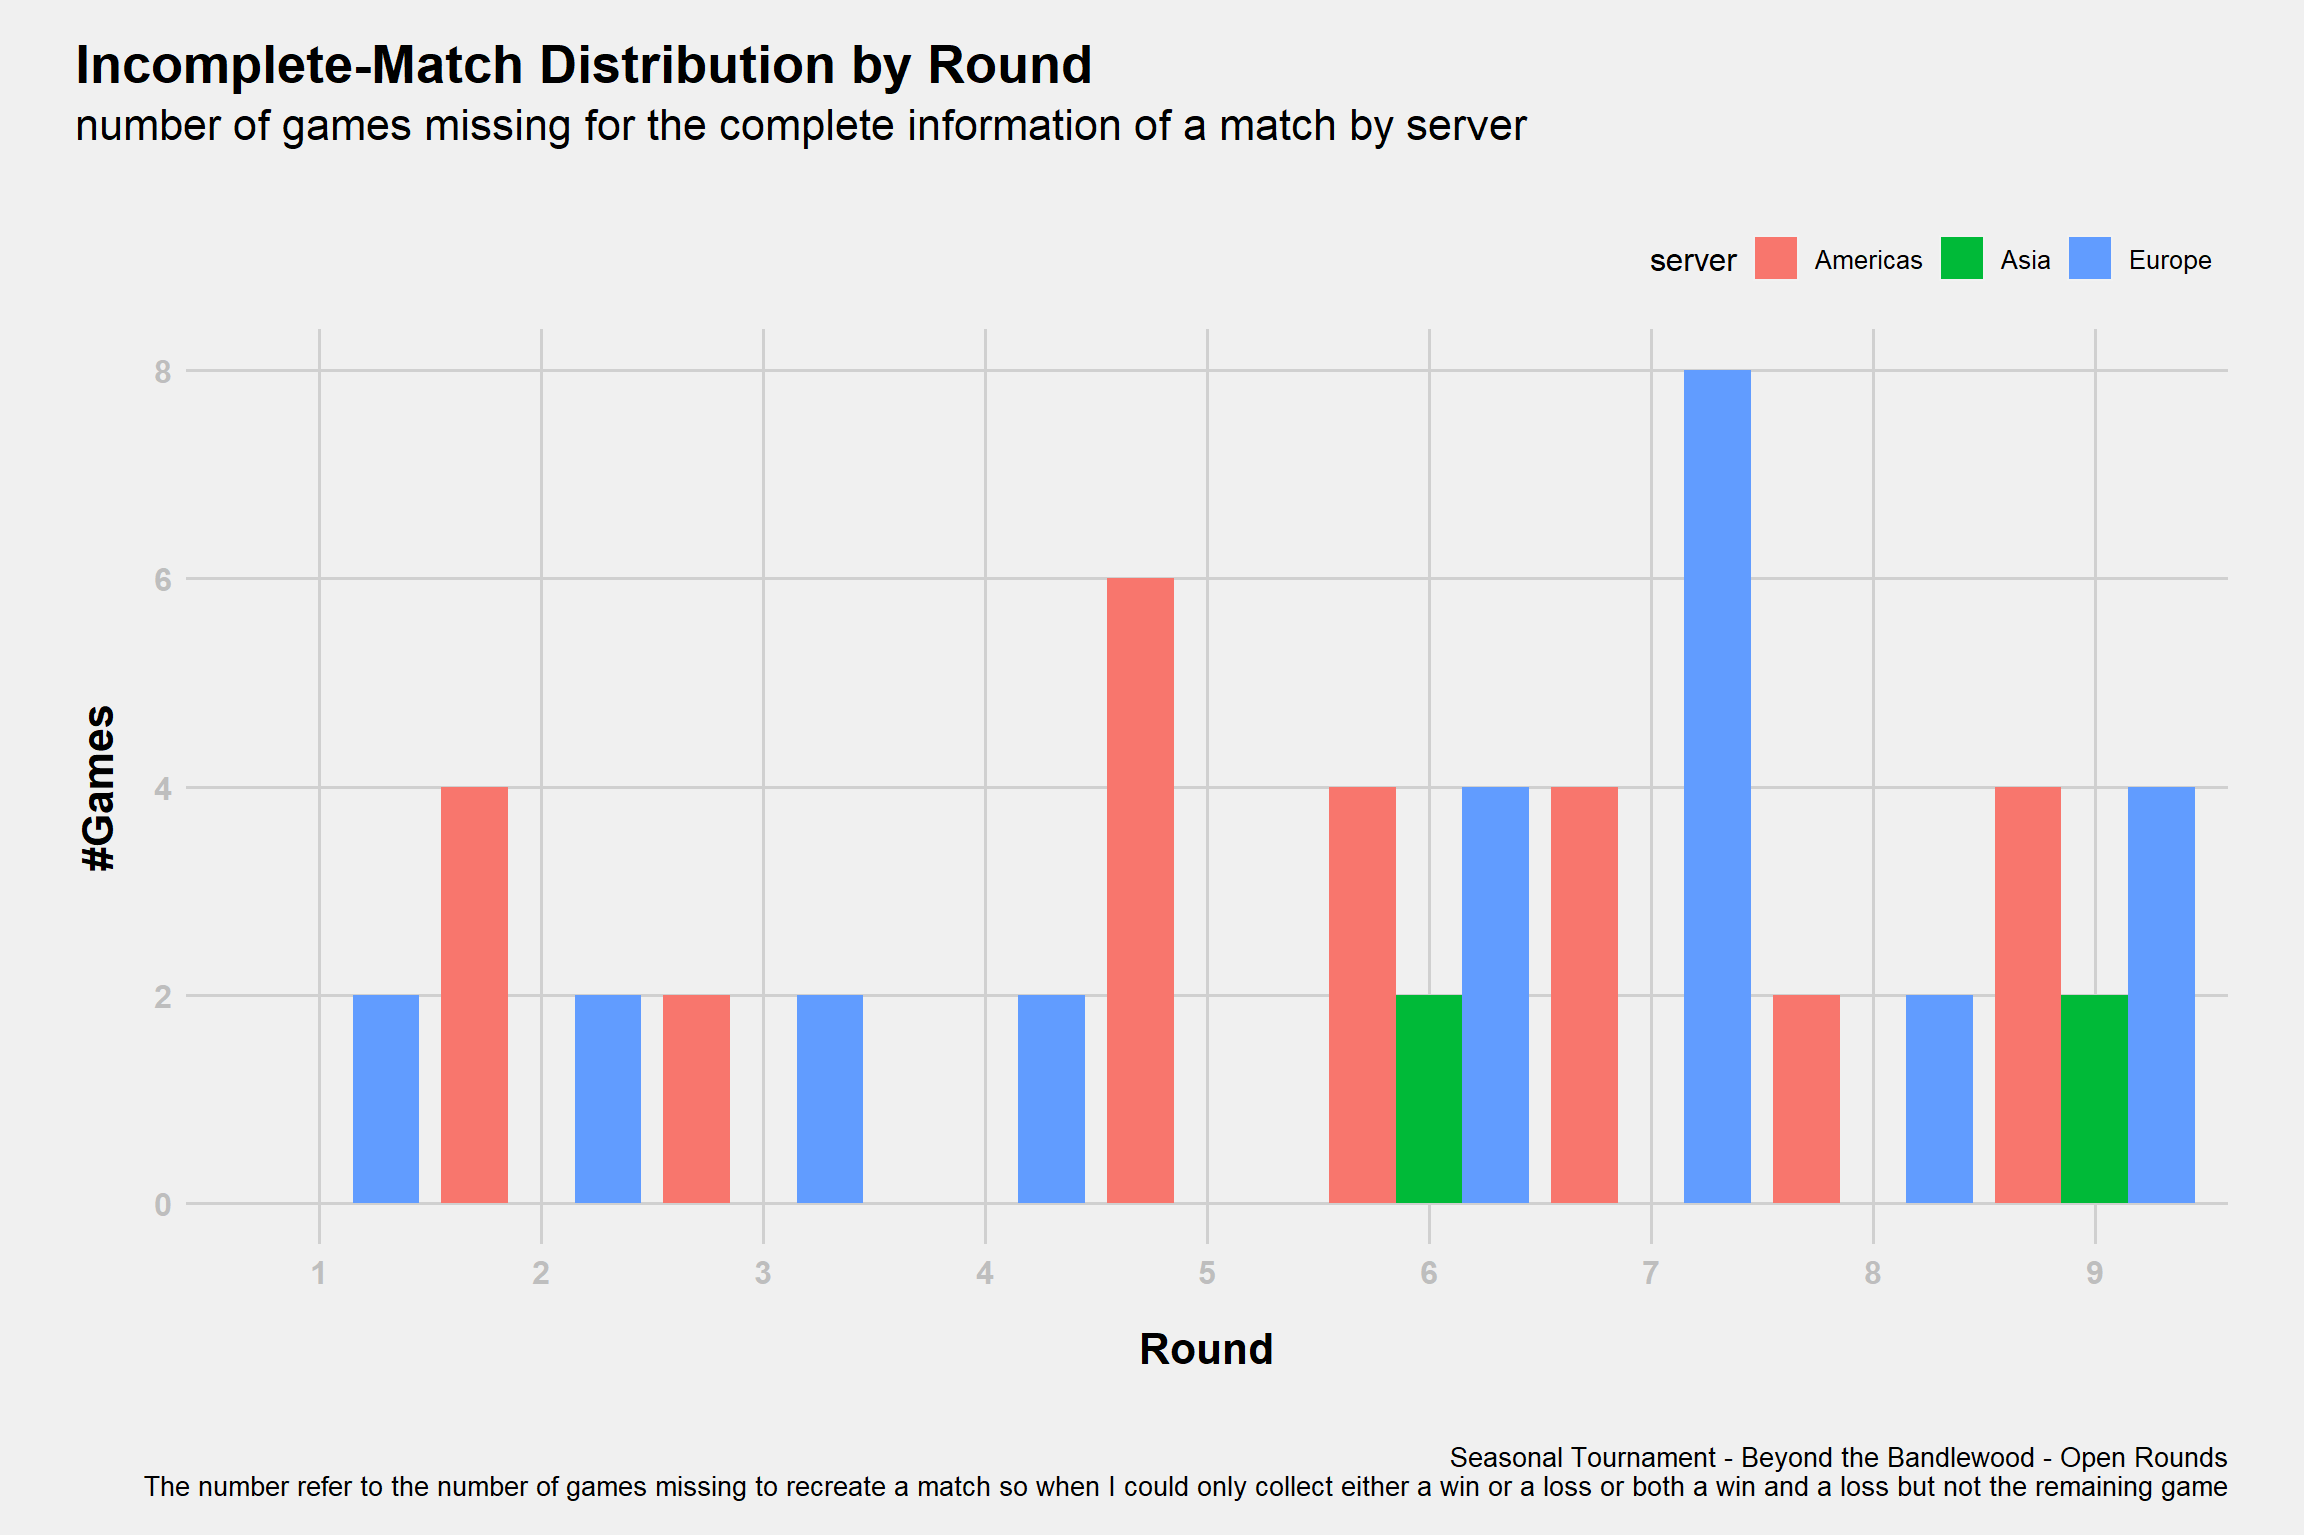 Incomplete-Match Distribution by Round
number of games missing for the complete information of a match by server
server Americas Asia Europe
8
6
4
2
0
#Games
1 2 3 4 5 6 7 8 9
Round
Seasonal Tournament - Beyond the Bandlewood - Open Rounds
The number refer to the number of games missing to recreate a match so when I could only collect either a win or a loss or both a win and a loss but not the remaining game